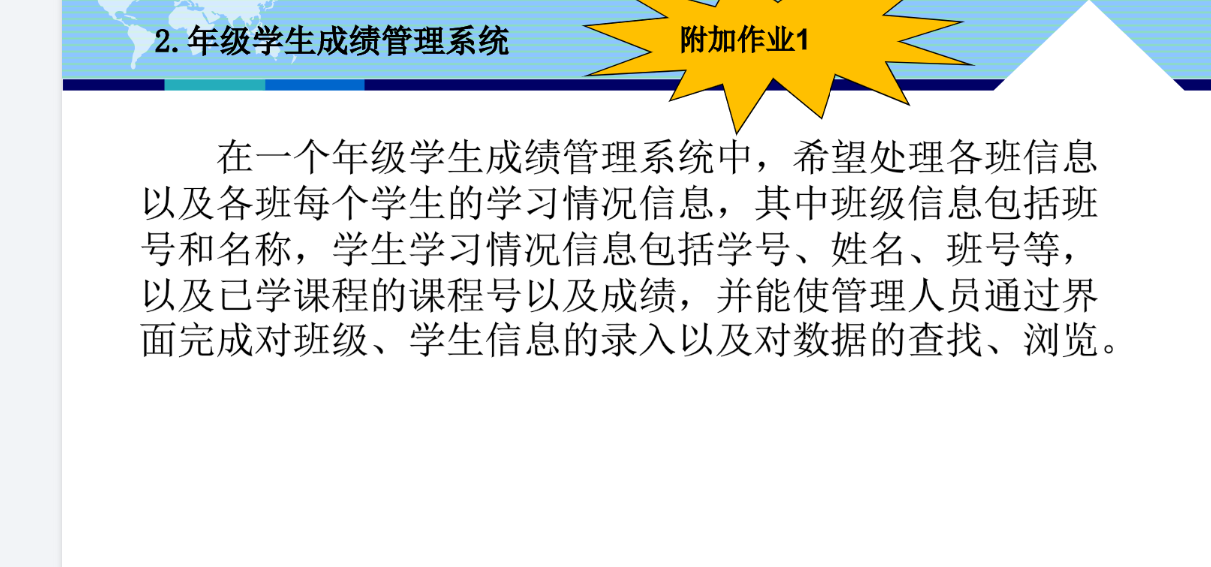 2.年级学生成绩管理系统
附加作业1
在一个年级学生成绩管理系统中，希望处理各班信息
以及各班每个学生的学习情况信息，其中班级信息包括班
号和名称，学生学习情况信息包括学号、姓名、班号等，
以及已学课程的课程号以及成绩，并能使管理人员通过界
面完成对班级、学生信息的录入以及对数据的查找、浏览。